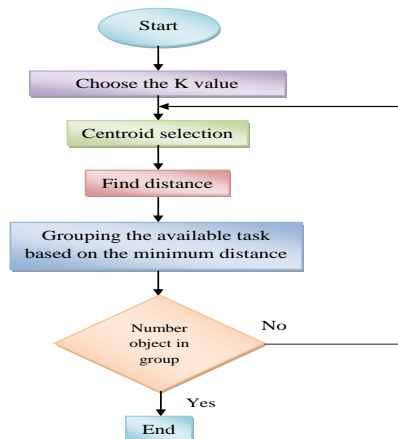 Start
Choose the K value
Centroid selection
Find distance
Grouping the available task
based on the minimum distance
Number
object in
group
No
Yes
End